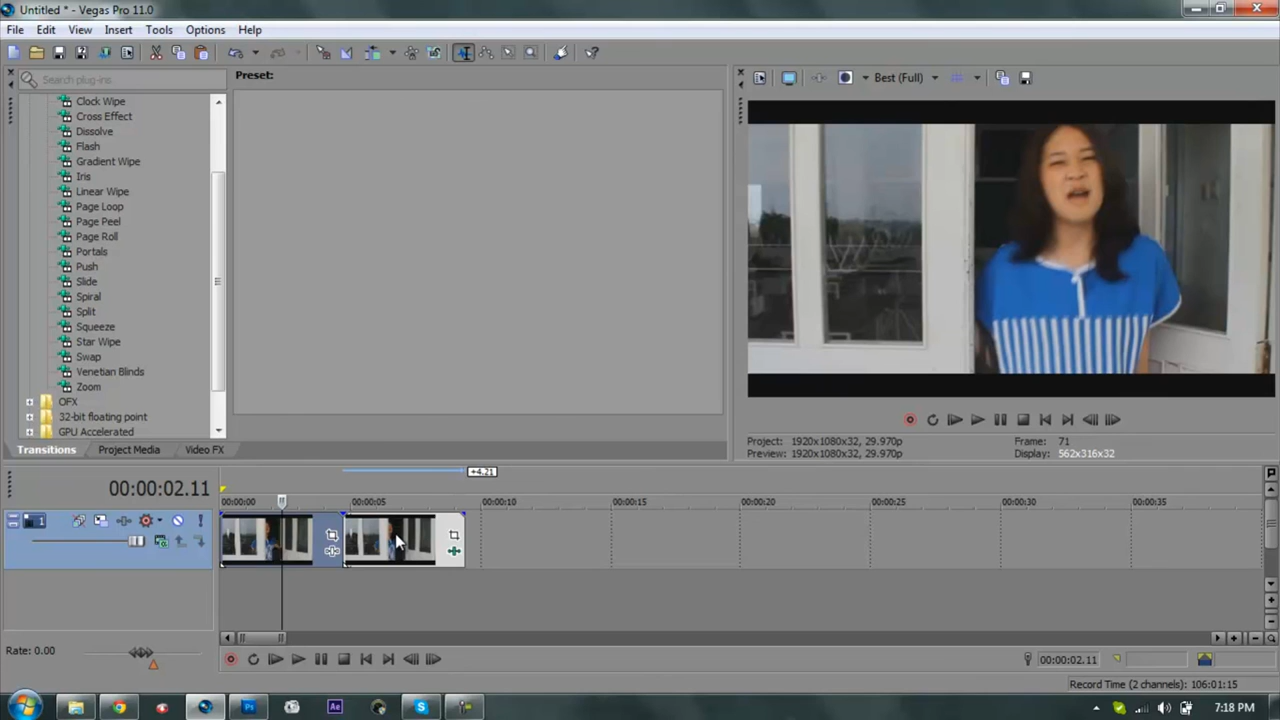 Untitled * - Vegas Pro 11.0
File Edit View Insert Tools Options Help
Search plug-ins
Preset:
Best (Full)
Clock Wipe
Cross Effect
Dissolve
Flash
Gradient Wipe
Iris
Linear Wipe
Page Loop
Page Peel
Page Roll
Portals
Push
Slide
Spiral
Split
Squeeze
Star Wipe
Swap
Venetian Blinds
Zoom
OFX
32-bit floating point
GPU Accelerated
Transitions Project Media Video FX
Project: 1920x1080x32, 29.970p Frame: 71
Preview: 1920x1080x32, 29.970p Display: 562x316x32
+4.21
00:00:02.11
00:00:00 00:00:05 00:00:10 00:00:15 00:00:20 00:00:25 00:00:30 00:00:35
1
Rate: 0.00
00:00:02.11
Record Time (2 channels): 106:01:15
Ps Ae S
7:18 PM